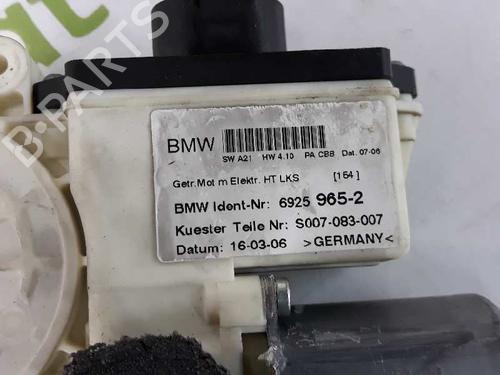 B-PARTS
BMW
SW A21 HW 4.10 PA CBB Dat. 07-06
Getr.Mot m Elektr. HT LKS [154]
BMW Ident-Nr: 6925 965-2
Kuester Teile Nr: S007-083-007
Datum: 16-03-06 >GERMANY<